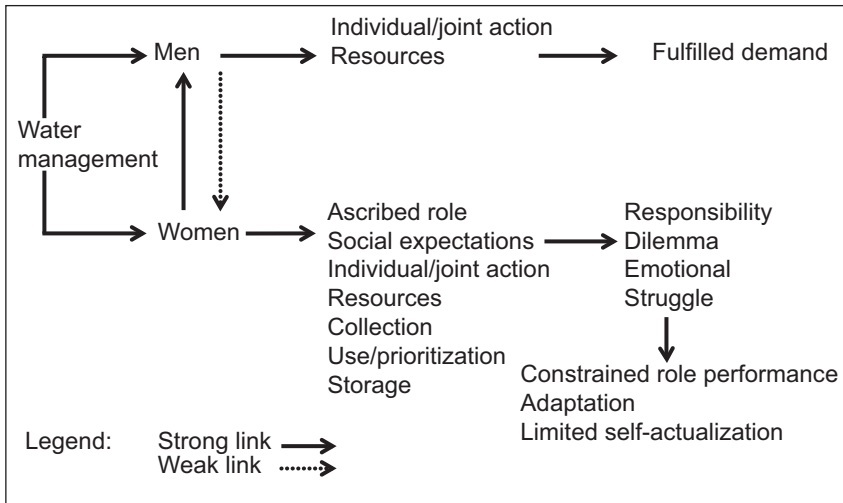 Individual/joint action
Men
Resources
Fulfilled demand
Water
management
Women
Ascribed role
Social expectations
Individual/joint action
Resources
Collection
Use/prioritization
Storage
Responsibility
Dilemma
Emotional
Struggle
Constrained role performance
Adaptation
Limited self-actualization
Legend:
Strong link
Weak link